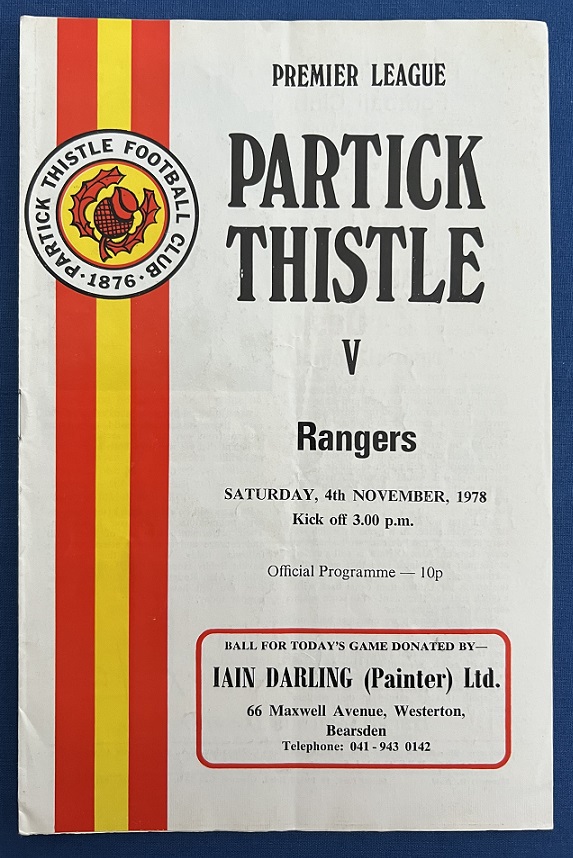 PREMIER LEAGUE
PARTICK THISTLE FOOTBALL CLUB
· 1876 ·
PARTICK
THISTLE
V
Rangers
SATURDAY, 4th NOVEMBER, 1978
Kick off 3.00 p.m.
Official Programme — 10p
BALL FOR TODAY'S GAME DONATED BY—
IAIN DARLING (Painter) Ltd.
66 Maxwell Avenue, Westerton,
Bearsden
Telephone: 041 - 943 0142